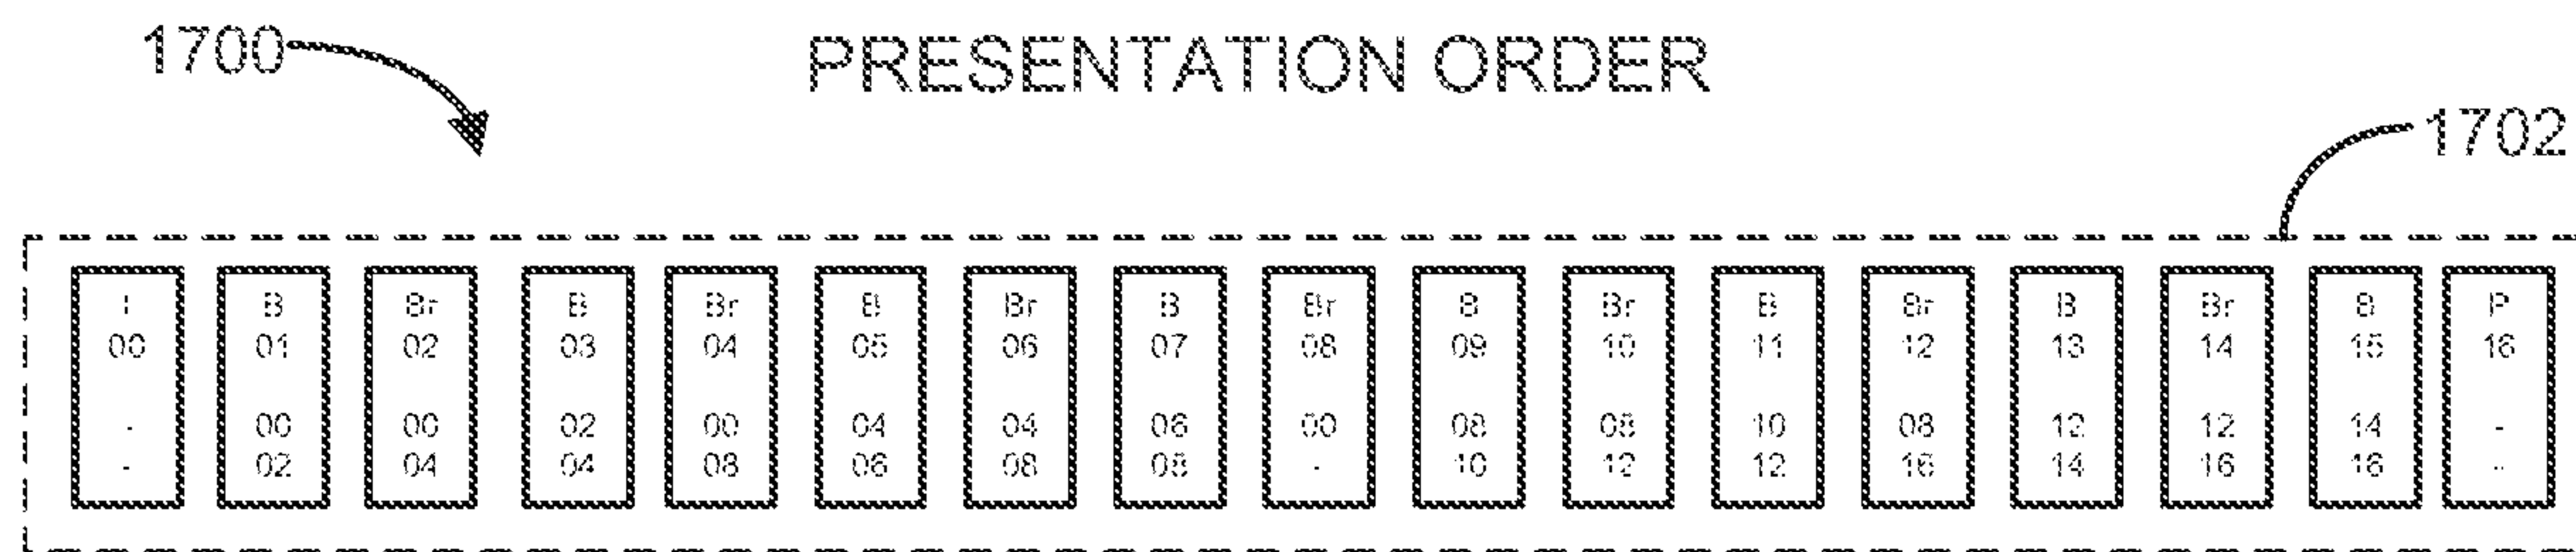 1700
PRESENTATION ORDER
1702
I B Br B Br B Br B Br B Br B Br B Br B P
00 01 02 03 04 05 06 07 08 09 10 11 12 13 14 15 16
- 00 00 02 00 04 04 06 00 08 08 10 08 12 12 14 -
- 02 04 04 08 06 08 08 - 10 12 12 16 14 16 16 -